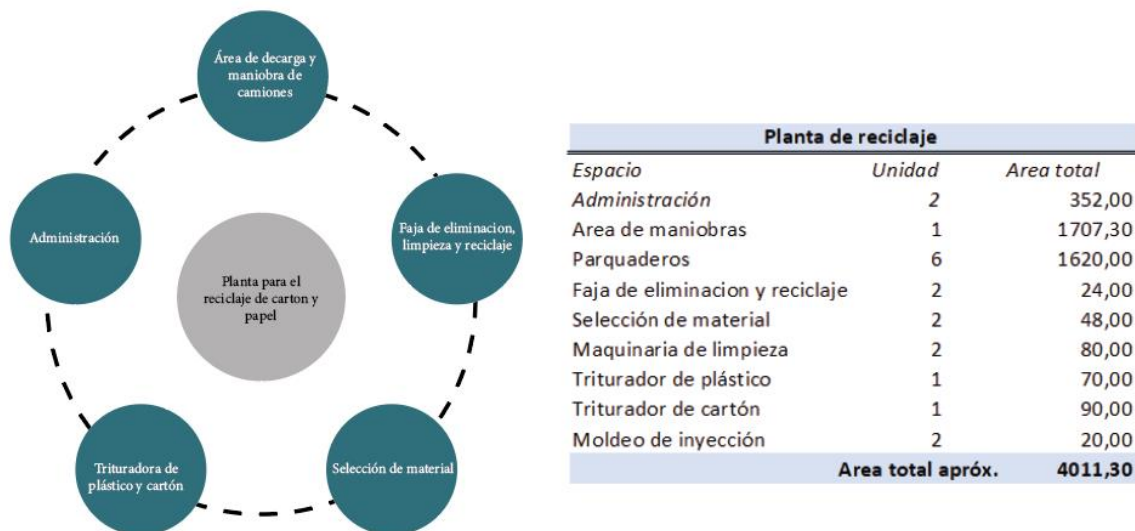 Área de decarga y
maniobra de
camiones
Administración
Faja de eliminacion,
limpieza y reciclaje
Planta para el
reciclaje de carton y
papel
Trituradora de
plástico y cartón
Selección de material
Planta de reciclaje
Espacio Unidad Area total
Administración 2 352,00
Area de maniobras 1 1707,30
Parquaderos 6 1620,00
Faja de eliminacion y reciclaje 2 24,00
Selección de material 2 48,00
Maquinaria de limpieza 2 80,00
Triturador de plástico 1 70,00
Triturador de cartón 1 90,00
Moldeo de inyección 2 20,00
Area total apróx. 4011,30